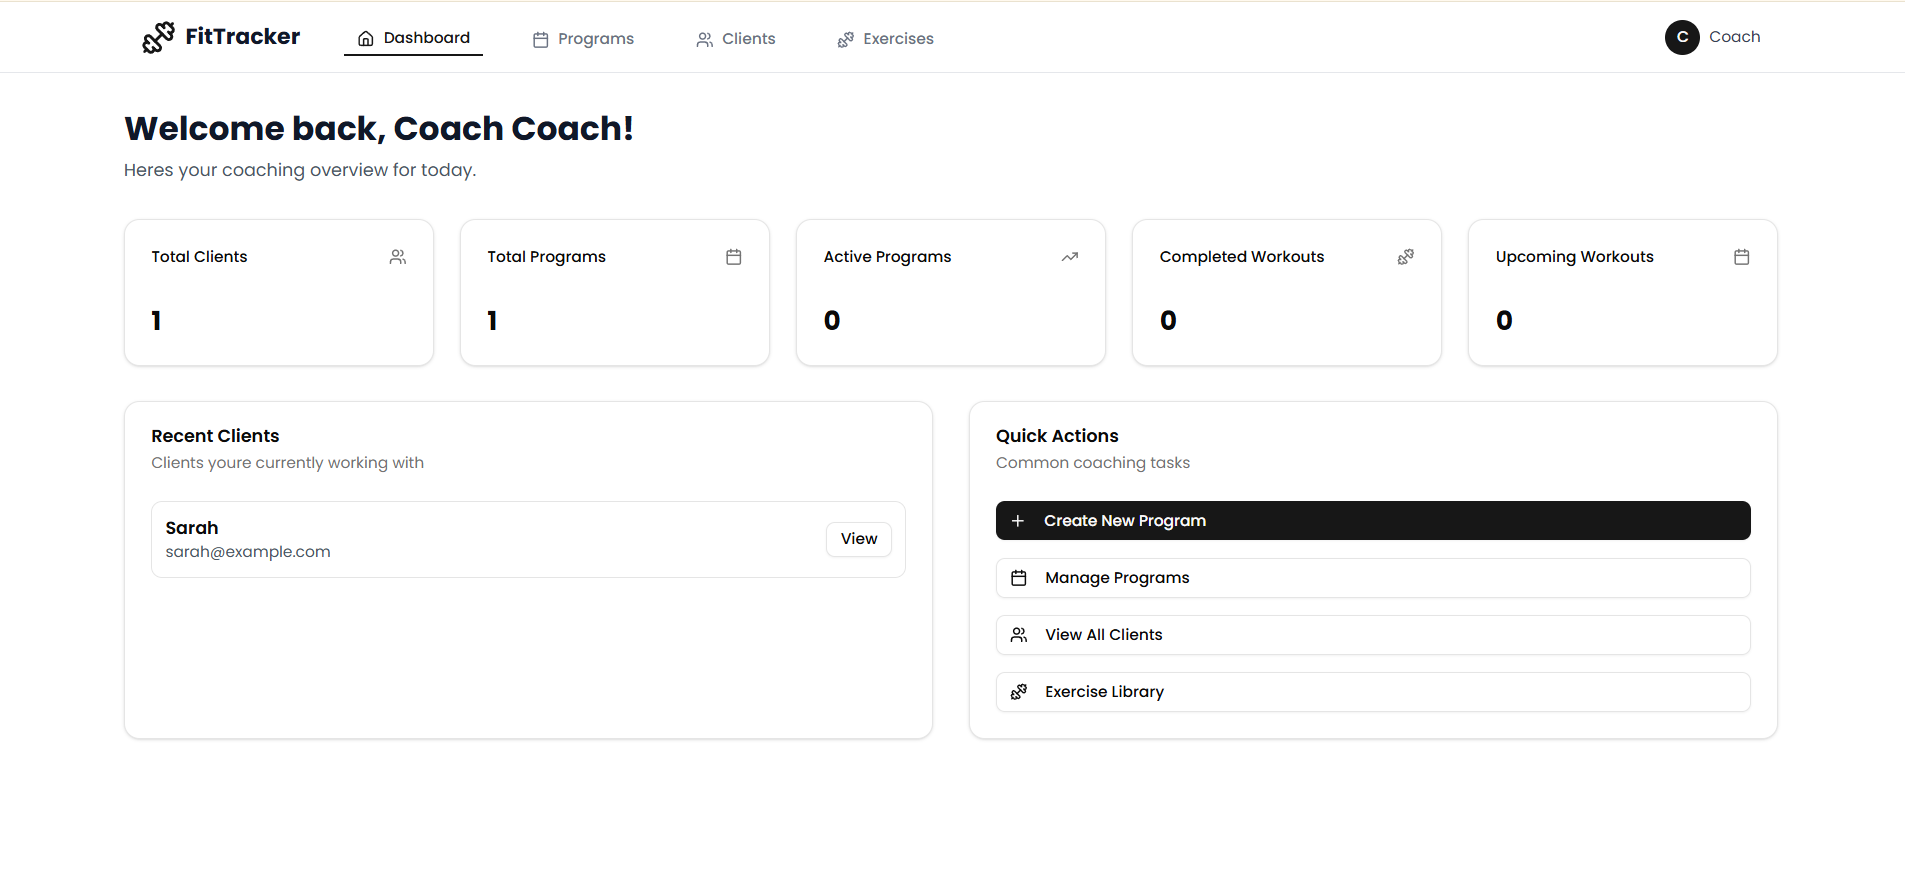 FitTracker
Dashboard
Programs
Clients
Exercises
C
Coach
Welcome back, Coach Coach!
Heres your coaching overview for today.
Total Clients
1
Total Programs
1
Active Programs
0
Completed Workouts
0
Upcoming Workouts
0
Recent Clients
Clients youre currently working with
Sarah
sarah@example.com
View
Quick Actions
Common coaching tasks
Create New Program
Manage Programs
View All Clients
Exercise Library